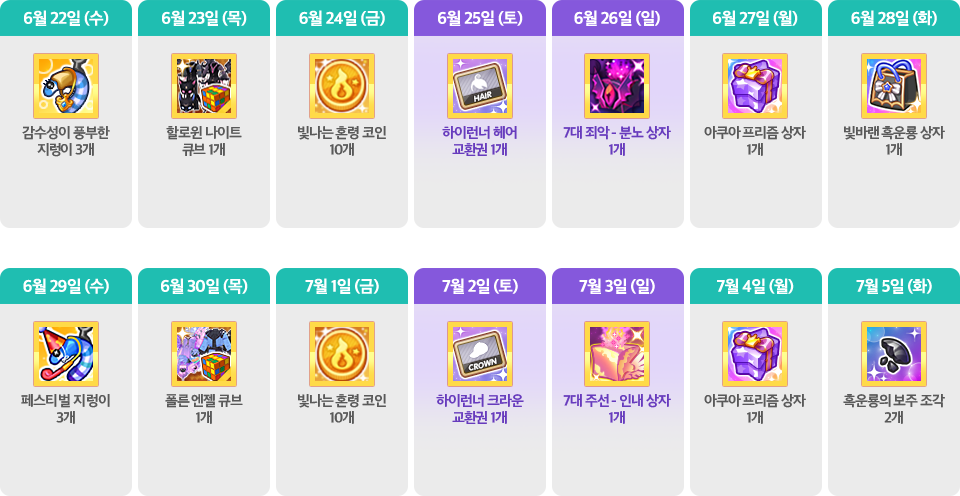 6월 22일 (수)
6월 23일 (목)
6월 24일 (금)
6월 25일 (토)
6월 26일 (일)
6월 27일 (월)
6월 28일 (화)
감수성이 풍부한
지렁이 3개
할로윈 나이트
큐브 1개
빛나는 훈령 코인
10개
HAIR
하이런너 헤어
교환권 1개
7대 죄악 - 분노 상자
1개
아쿠아 프리즘 상자
1개
빛바랜 흑운룡 상자
1개
6월 29일 (수)
6월 30일 (목)
7월 1일 (금)
7월 2일 (토)
7월 3일 (일)
7월 4일 (월)
7월 5일 (화)
페스티벌 지렁이
3개
폴른 엔젤 큐브
1개
빛나는 훈령 코인
10개
CROWN
하이런너 크라운
교환권 1개
7대 주선 - 인내 상자
1개
아쿠아 프리즘 상자
1개
흑운룡의 보주 조각
2개